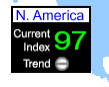 N. America
Current 97
Index
Trend